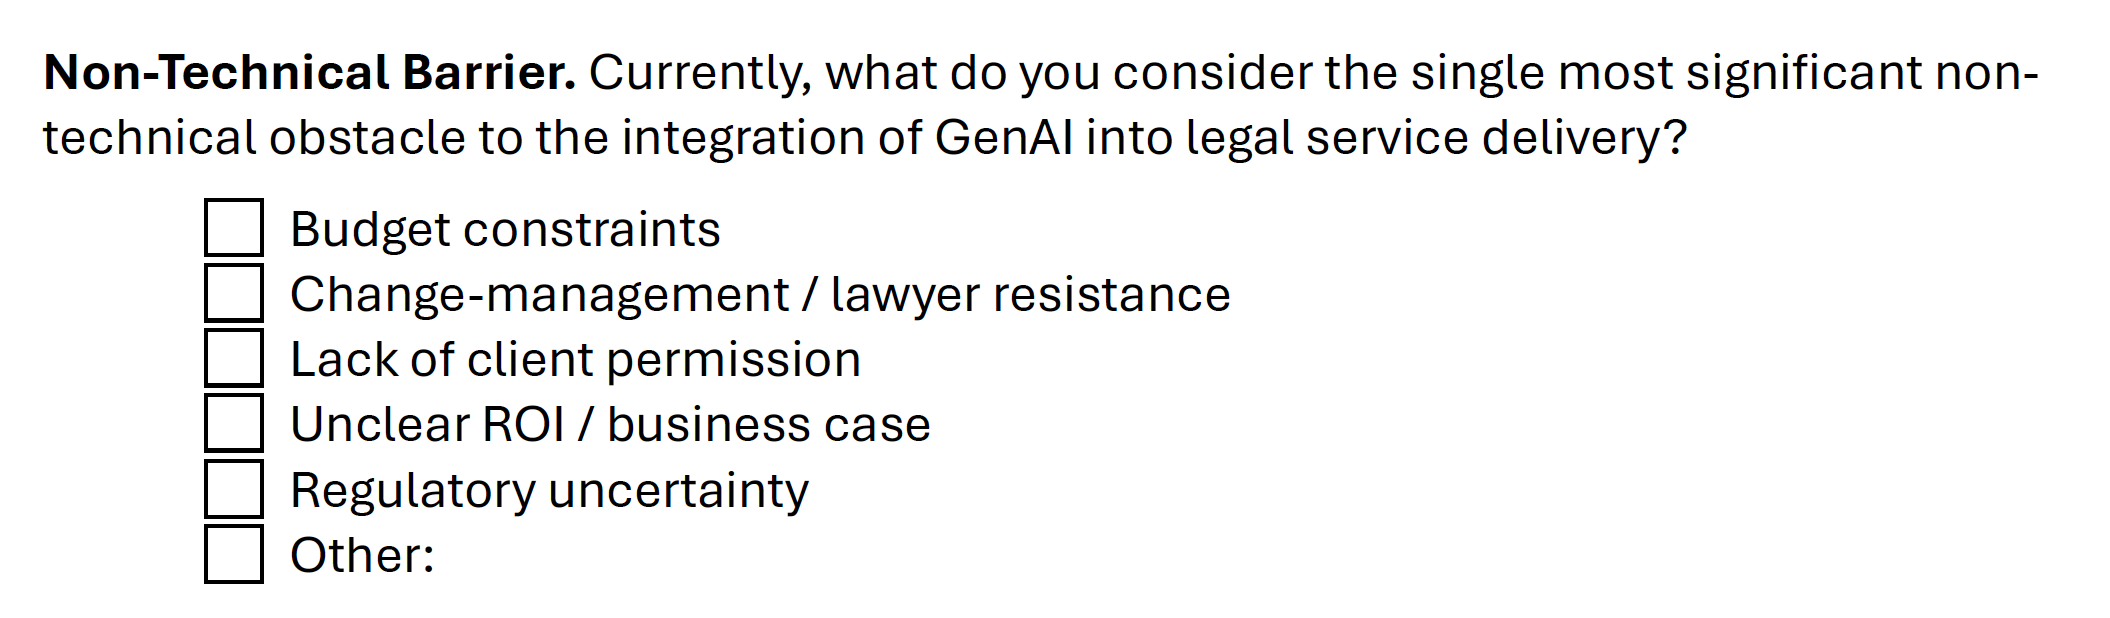 Non-Technical Barrier. Currently, what do you consider the single most significant non-
technical obstacle to the integration of GenAI into legal service delivery?
Budget constraints
Change-management / lawyer resistance
Lack of client permission
Unclear ROI / business case
Regulatory uncertainty
Other: